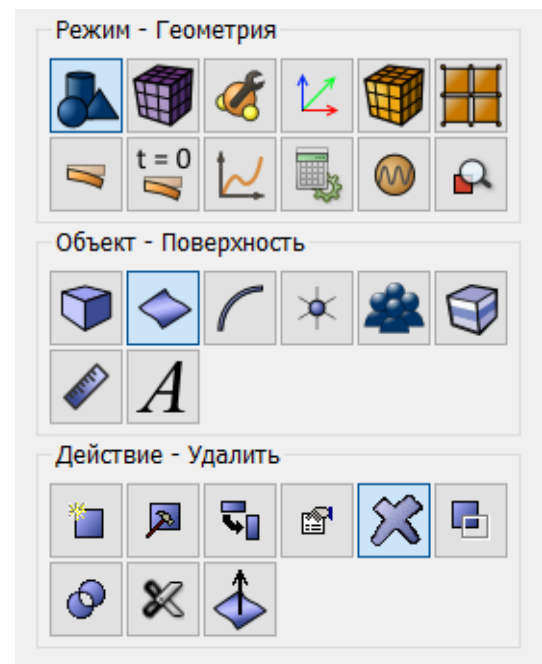 Режим - Геометрия
t = 0
Объект - Поверхность
A
Действие - Удалить